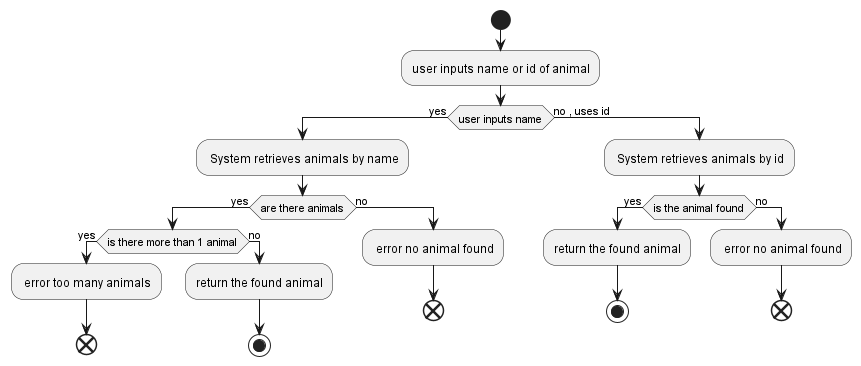 user inputs name or id of animal
yes
user inputs name
no , uses id
System retrieves animals by name
System retrieves animals by id
yes
are there animals
no
yes
is the animal found
no
yes
is there more than 1 animal
no
error no animal found
return the found animal
error no animal found
error too many animals
return the found animal